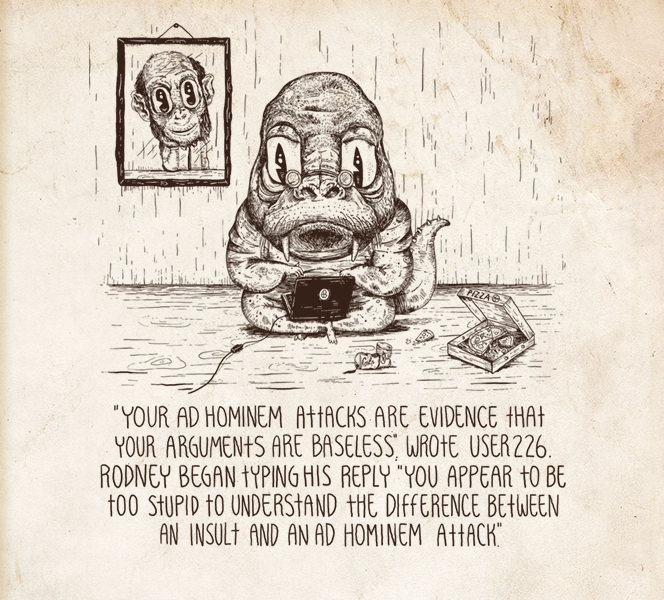 PIZZA
"YOUR AD HOMINEM ATTACKS ARE EVIDENCE THAT
YOUR ARGUMENTS ARE BASELESS", WROTE USER226.
RODNEY BEGAN TYPING HIS REPLY "YOU APPEAR TO BE
TOO STUPID TO UNDERSTAND THE DIFFERENCE BETWEEN
AN INSULT AND AN AD HOMINEM ATTACK"